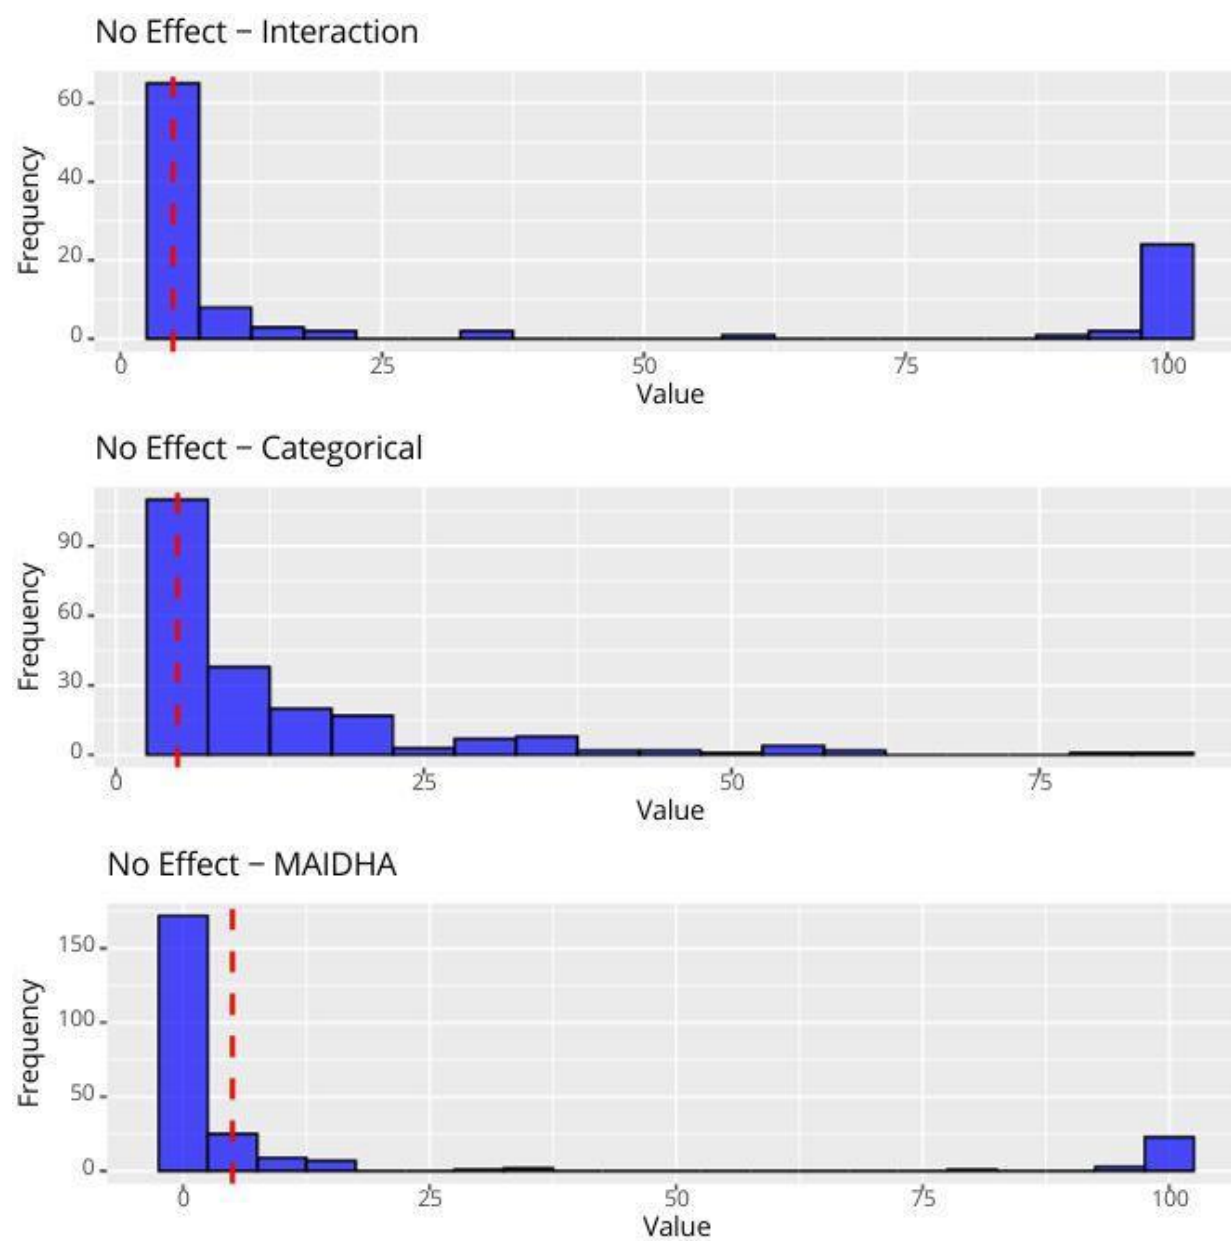 No Effect − Interaction
Frequency
60
40
20
0
0 25 50 75 100
Value
No Effect − Categorical
Frequency
90
60
30
0
0 25 50 75
Value
No Effect − MAIDHA
Frequency
150
100
50
0
0 25 50 75 100
Value